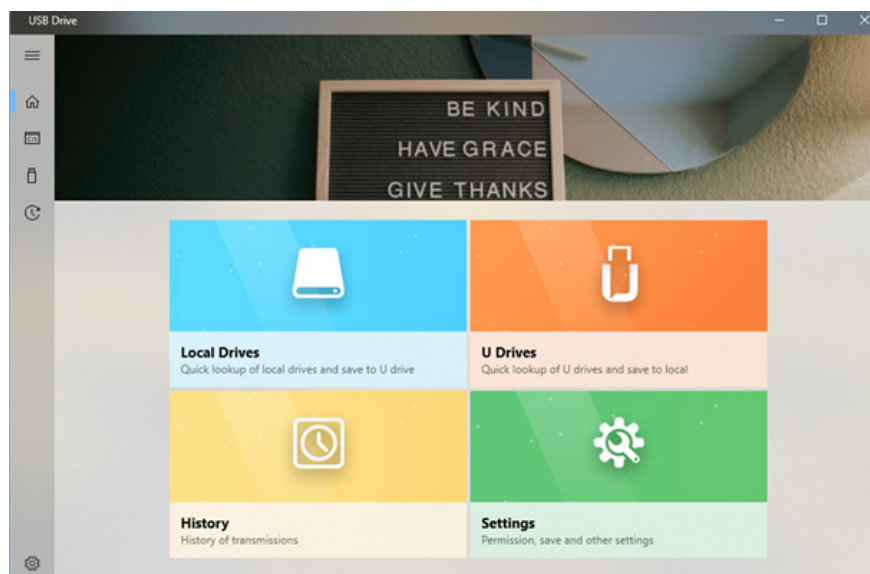 USB Drive
BE KIND
HAVE GRACE
GIVE THANKS
Local Drives
Quick lookup of local drives and save to U drive
U Drives
Quick lookup of U drives and save to local
History
History of transmissions
Settings
Permission, save and other settings